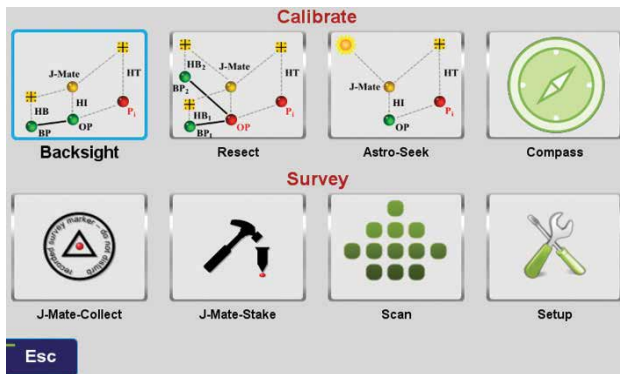 Calibrate
J-Mate
HT
HB
HI
BP
OP
Pi
Backsight
HB2
J-Mate
HT
BP2
HB1
BP1
OP
Pi
Resect
J-Mate
HT
HI
OP
Pi
Astro-Seek
Compass
Survey
recorded survey marker – do not disturb
J-Mate-Collect
J-Mate-Stake
Scan
Setup
Esc